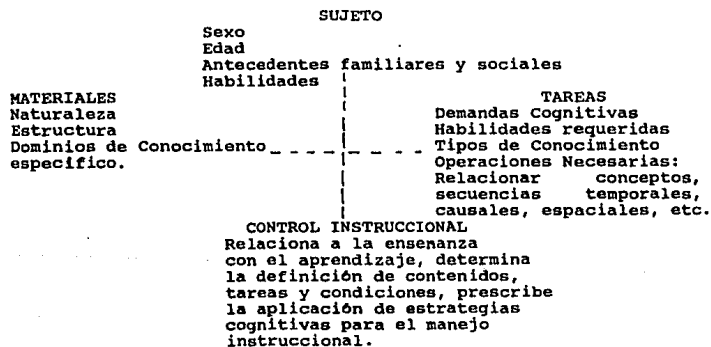 SUJETO
Sexo
Edad
Antecedentes familiares y sociales
Habilidades
MATERIALES
Naturaleza
Estructura
Dominios de Conocimiento
específico.
TAREAS
Demandas Cognitivas
Habilidades requeridas
Tipos de Conocimiento
Operaciones Necesarias:
Relacionar conceptos,
secuencias temporales,
causales, espaciales, etc.
CONTROL INSTRUCCIONAL
Relaciona a la enseñanza
con el aprendizaje, determina
la definición de contenidos,
tareas y condiciones, prescribe
la aplicación de estrategias
cognitivas para el manejo
instruccional.